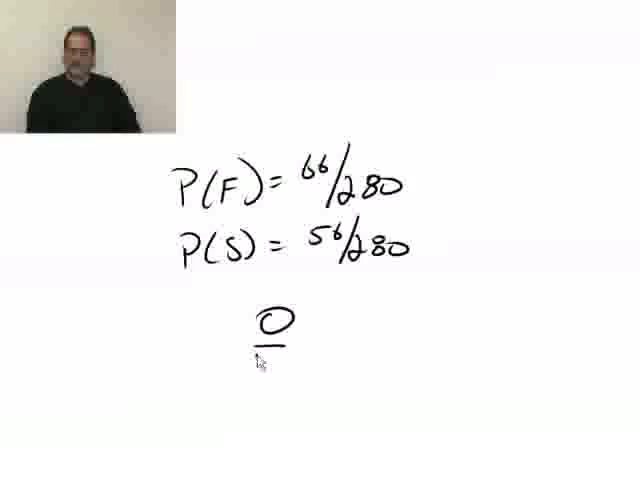 P(F) = 66/280
P(S) = 56/280
0